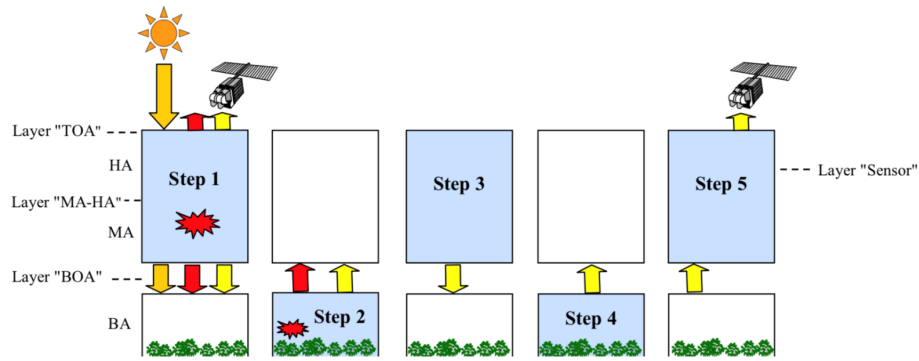 Layer "TOA"
HA
Step 1
Step 3
Step 5
Layer "Sensor"
Layer "MA-HA"
MA
Layer "BOA"
BA
Step 2
Step 4